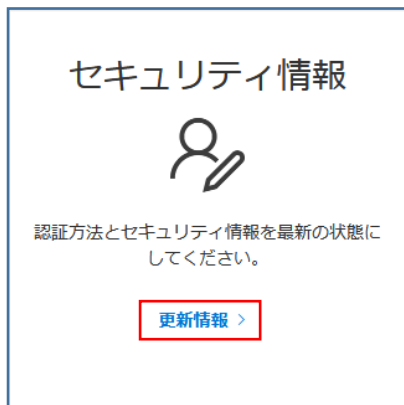 セキュリティ情報
認証方法とセキュリティ情報を最新の状態に
してください。
更新情報 >